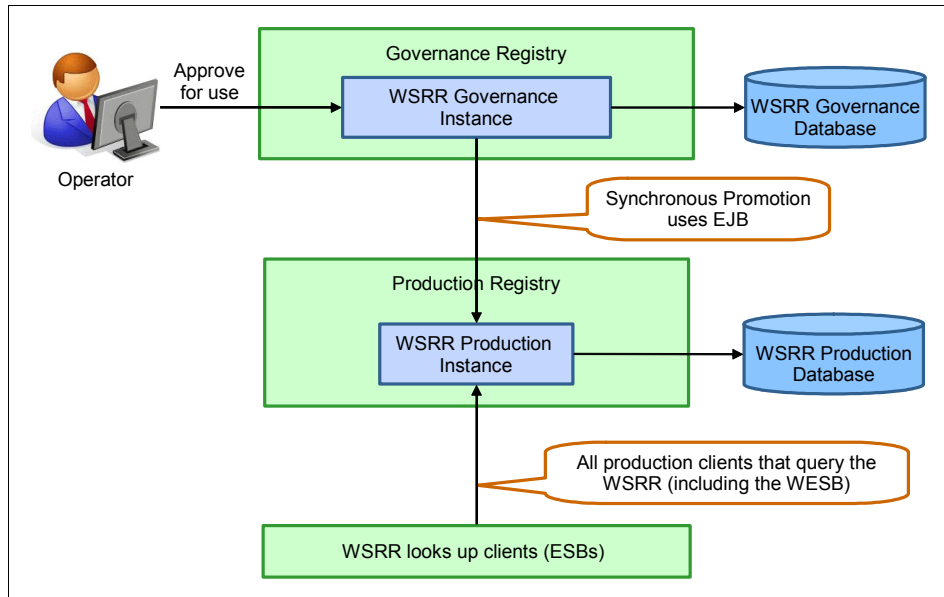 Governance Registry
Approve
for use
WSRR Governance
Instance
WSRR Governance
Database
Operator
Synchronous Promotion
uses EJB
Production Registry
WSRR Production
Instance
WSRR Production
Database
All production clients that query the
WSRR (including the WESB)
WSRR looks up clients (ESBs)